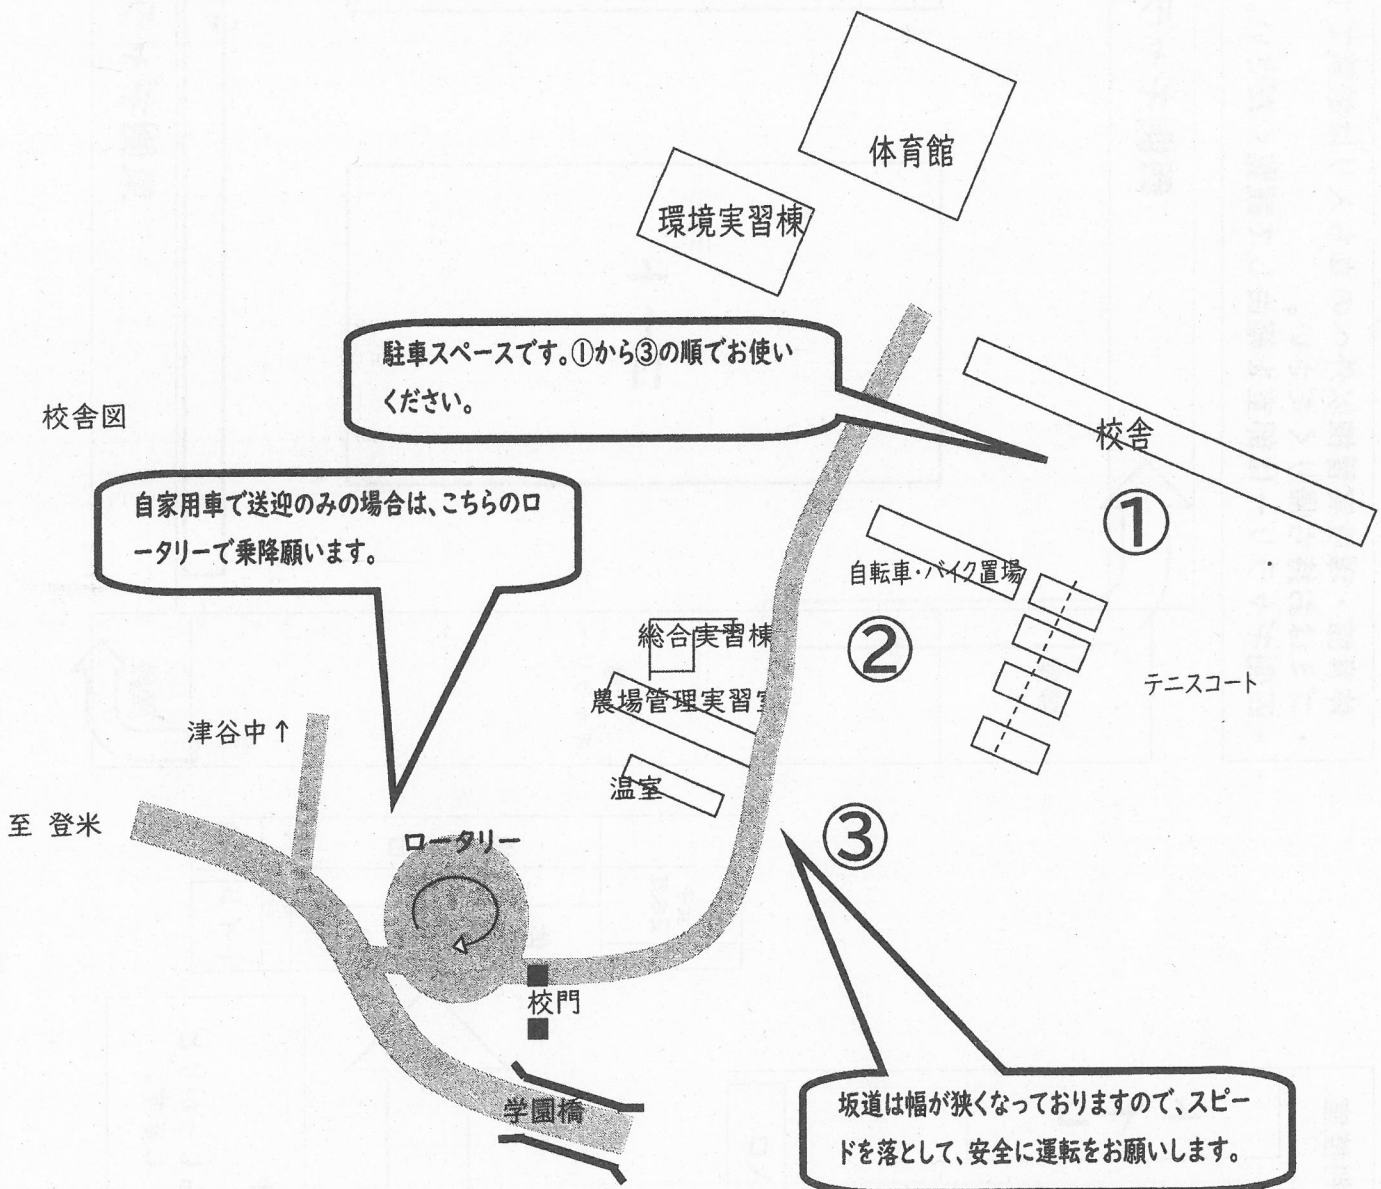 体育館
環境実習棟
駐車スペースです。①から③の順でお使い
ください。
校舎図
校舎
自家用車で送迎のみの場合は、こちらのロ
ータリーで乗降願います。
①
自転車・バイク置場
総合実習棟
②
テニスコート
農場管理実習室
津谷中↑
温室
至 登米
ロータリー
③
校門
学園橋
坂道は幅が狭くなっておりますので、スピー
ドを落として、安全に運転をお願いします。